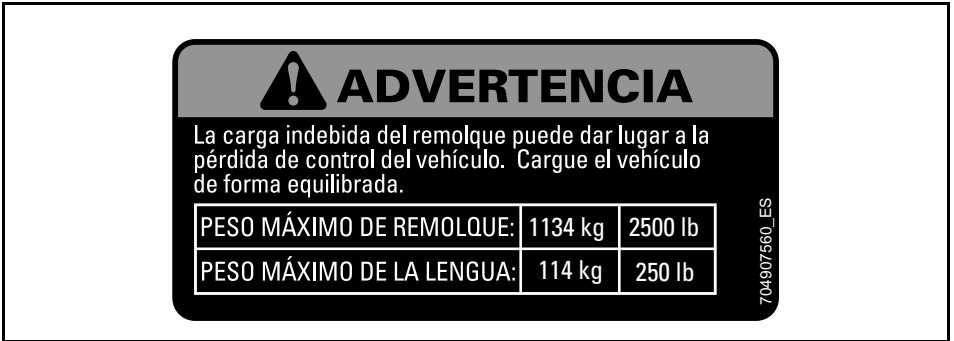 ADVERTENCIA
La carga indebida del remolque puede dar lugar a la
pérdida de control del vehículo. Cargue el vehículo
de forma equilibrada.
PESO MÁXIMO DE REMOLQUE: 1134 kg 2500 lb
PESO MÁXIMO DE LA LENGUA: 114 kg 250 lb
704907560_ES